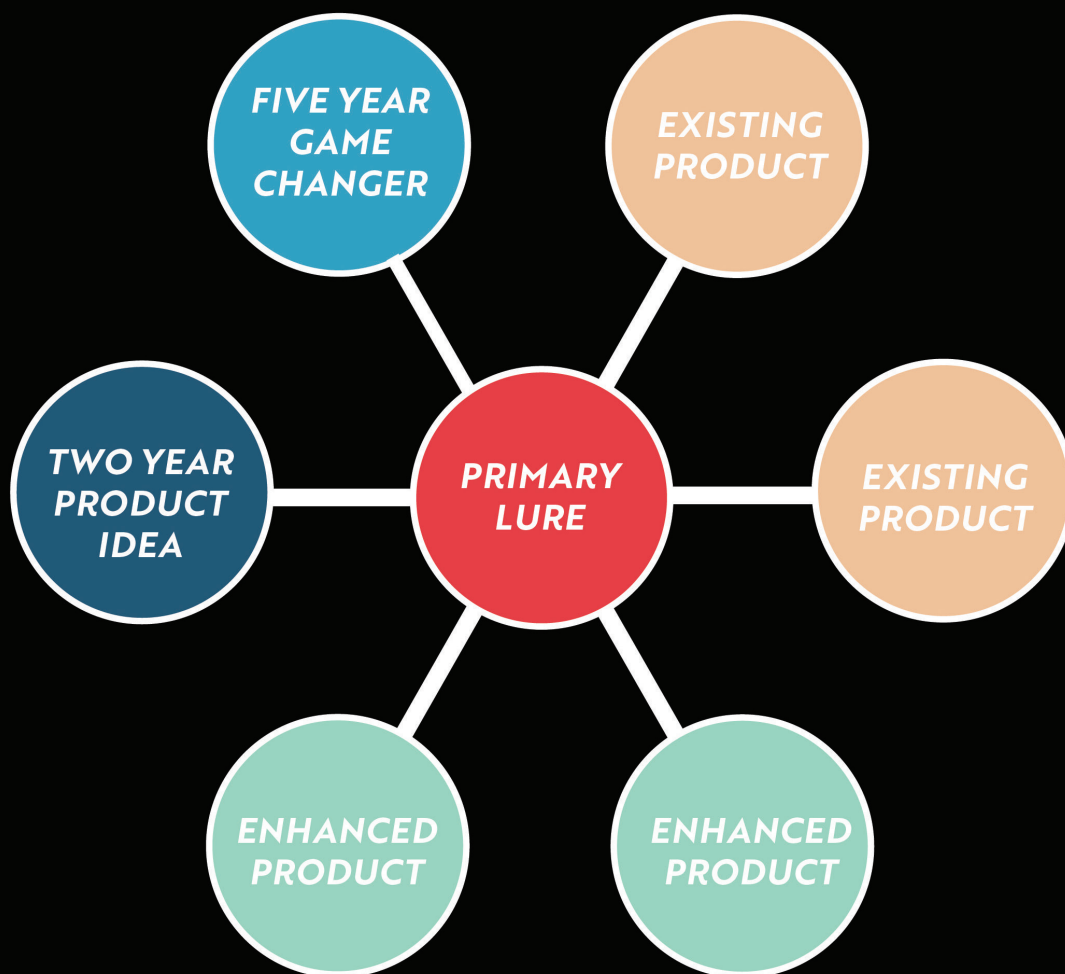 FIVE YEAR
GAME
CHANGER
EXISTING
PRODUCT
TWO YEAR
PRODUCT
IDEA
PRIMARY
LURE
EXISTING
PRODUCT
ENHANCED
PRODUCT
ENHANCED
PRODUCT